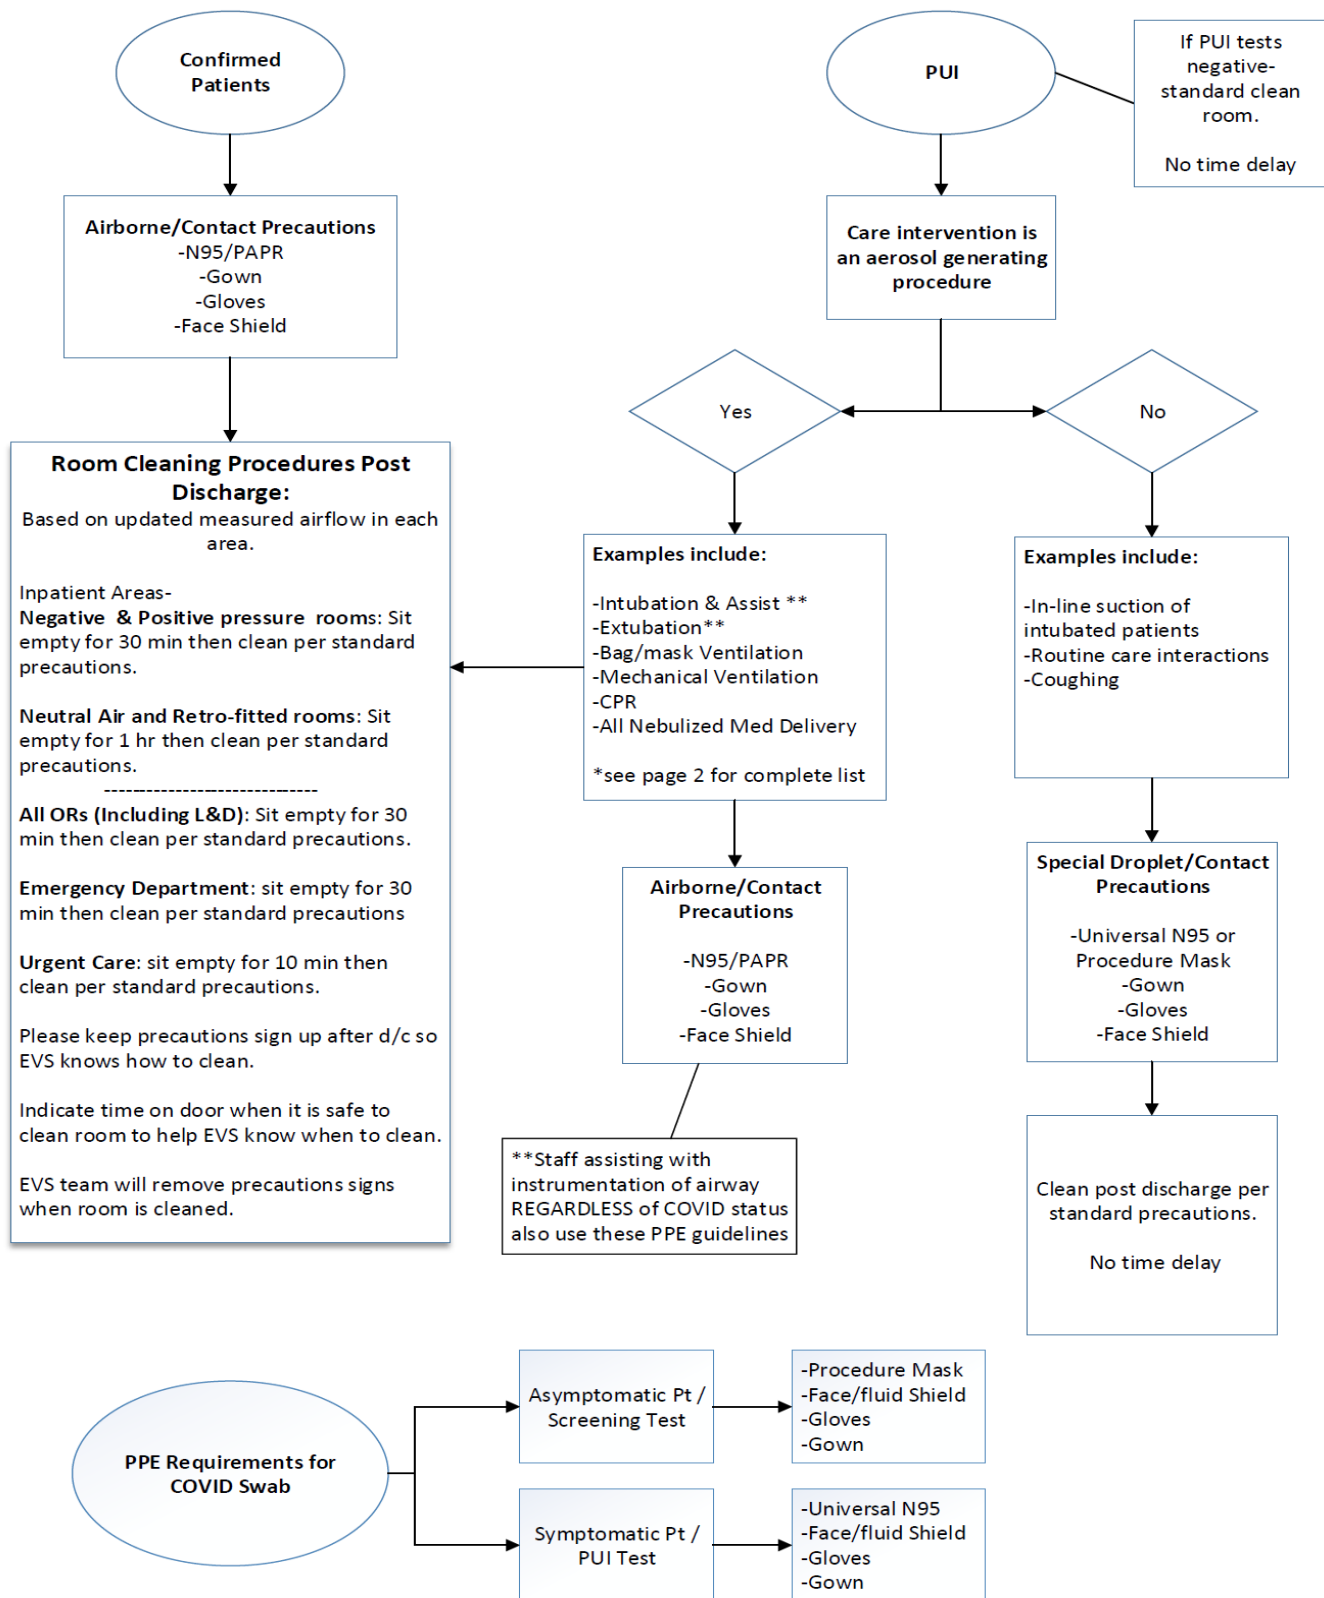 Confirmed
Patients
Airborne/Contact Precautions
-N95/PAPR
-Gown
-Gloves
-Face Shield
Room Cleaning Procedures Post
Discharge:
Based on updated measured airflow in each
area.
Inpatient Areas-
Negative & Positive pressure rooms: Sit
empty for 30 min then clean per standard
precautions.
Neutral Air and Retro-fitted rooms: Sit
empty for 1 hr then clean per standard
precautions.
------------------------------
All ORs (Including L&D): Sit empty for 30
min then clean per standard precautions.
Emergency Department: sit empty for 30
min then clean per standard precautions
Urgent Care: sit empty for 10 min then
clean per standard precautions.
Please keep precautions sign up after d/c so
EVS knows how to clean.
Indicate time on door when it is safe to
clean room to help EVS know when to clean.
EVS team will remove precautions signs
when room is cleaned.
PUI
If PUI tests
negative-
standard clean
room.
No time delay
Care intervention is
an aerosol generating
procedure
Yes
No
Examples include:
-Intubation & Assist **
-Extubation**
-Bag/mask Ventilation
-Mechanical Ventilation
-CPR
-All Nebulized Med Delivery
*see page 2 for complete list
Airborne/Contact
Precautions
-N95/PAPR
-Gown
-Gloves
-Face Shield
**Staff assisting with
instrumentation of airway
REGARDLESS of COVID status
also use these PPE guidelines
Examples include:
-In-line suction of
intubated patients
-Routine care interactions
-Coughing
Special Droplet/Contact
Precautions
-Universal N95 or
Procedure Mask
-Gown
-Gloves
-Face Shield
Clean post discharge per
standard precautions.
No time delay
PPE Requirements for
COVID Swab
Asymptomatic Pt /
Screening Test
-Procedure Mask
-Face/fluid Shield
-Gloves
-Gown
Symptomatic Pt /
PUI Test
-Universal N95
-Face/fluid Shield
-Gloves
-Gown